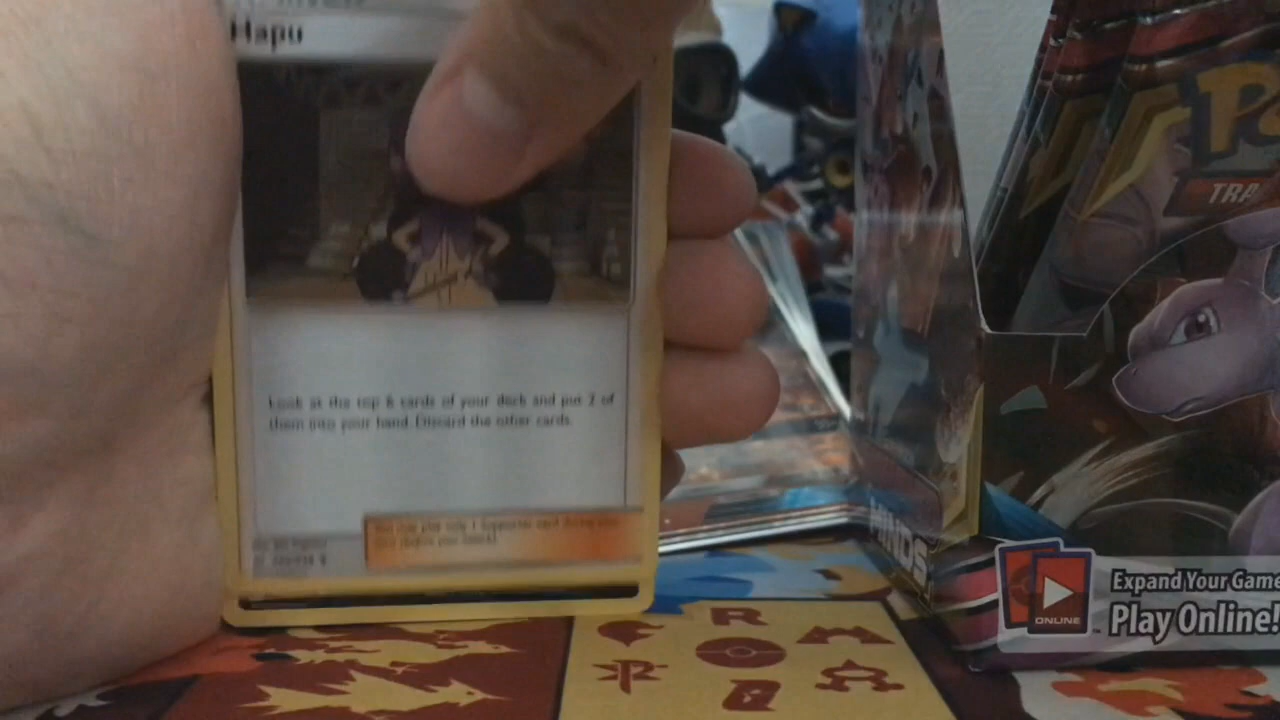 Hapu
Look at the top 6 cards of your deck and put 2 of
them into your hand. Discard the other cards.
You may play only 1 Supporter card during your
turn (before your attack).
TRA
MINDS
ONLINE
Expand Your Game
Play Online!
R